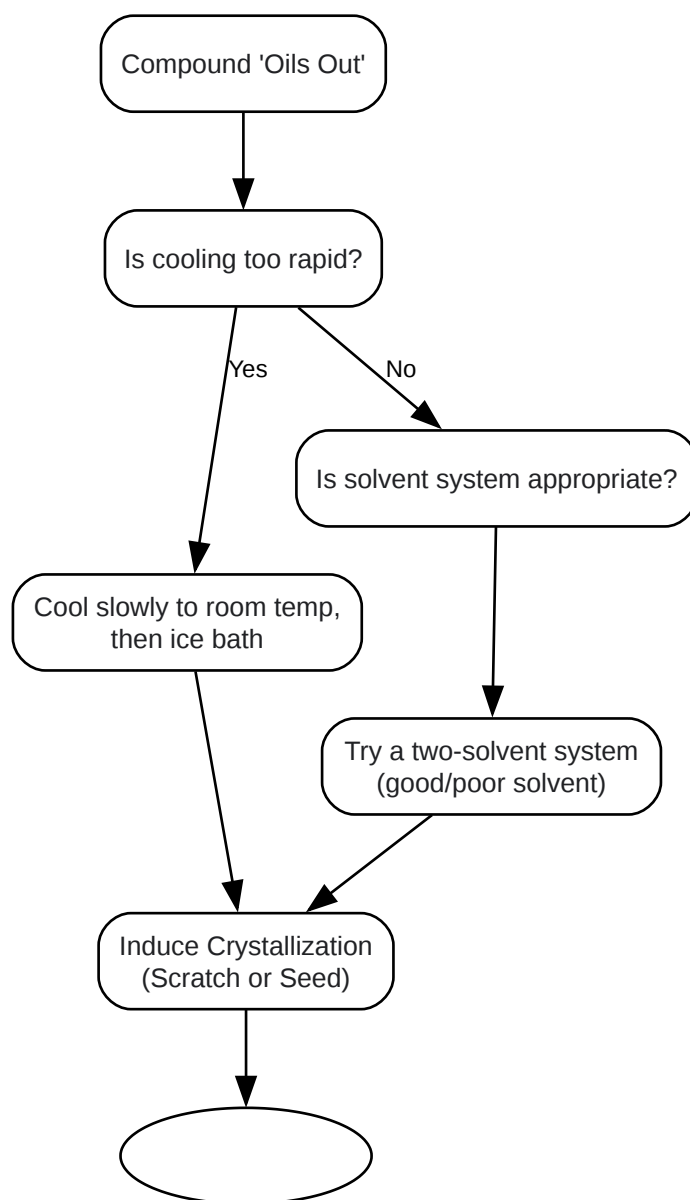 Compound 'Oils Out'
Is cooling too rapid?
Yes
No
Is solvent system appropriate?
Cool slowly to room temp,
then ice bath
Try a two-solvent system
(good/poor solvent)
Induce Crystallization
(Scratch or Seed)